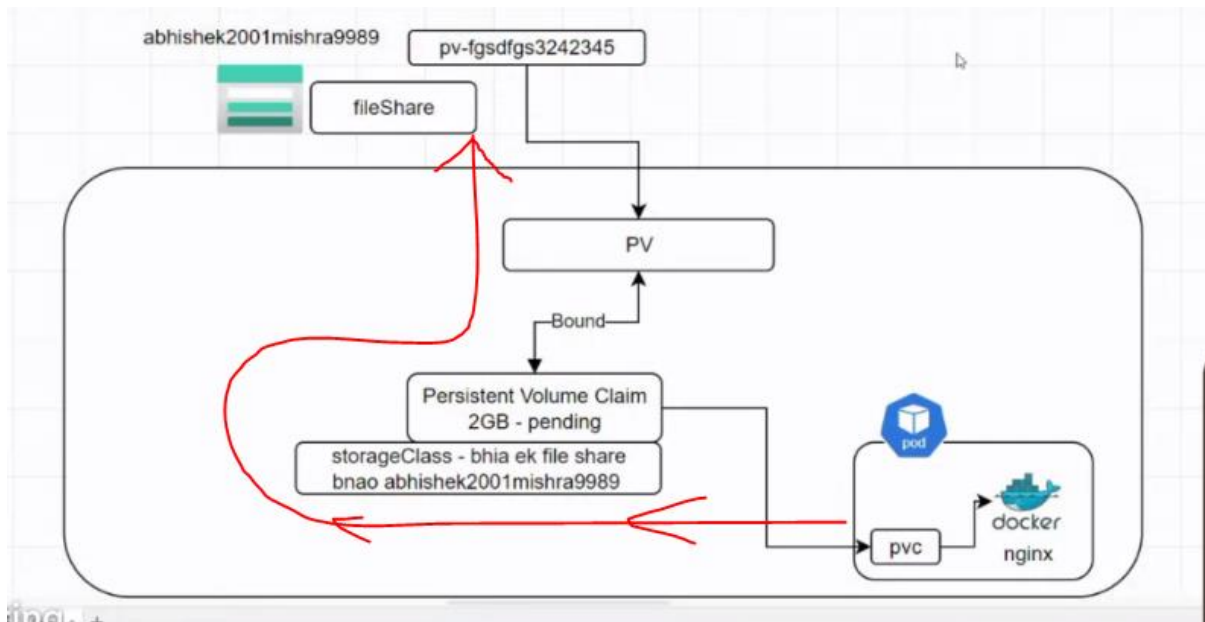 abhishek2001mishra9989
pv-fgsdfgs3242345
fileShare
PV
Bound
Persistent Volume Claim
2GB - pending
storageClass - bhia ek file share
bnao abhishek2001mishra9989
pod
docker
pvc
nginx